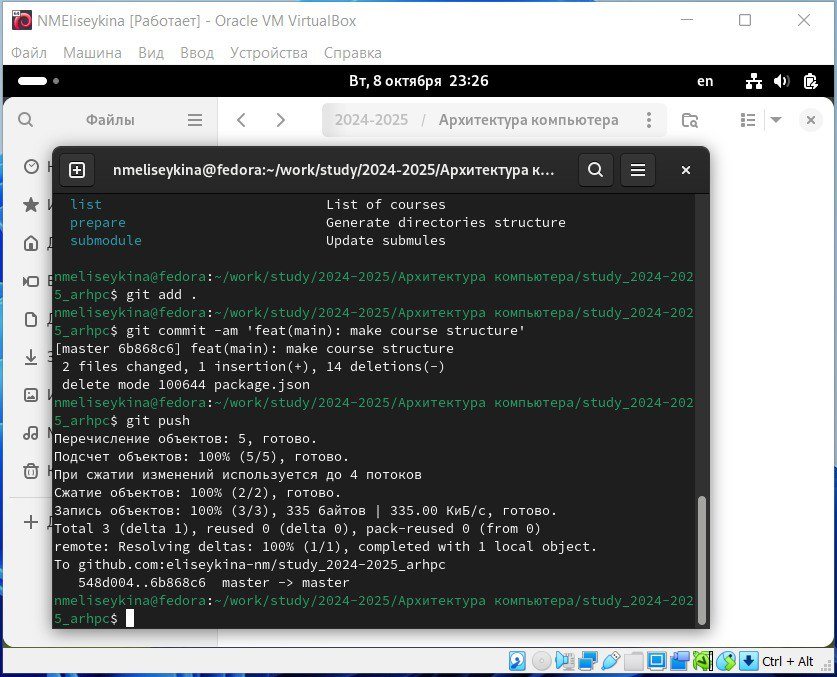 NMEliseykina [Работает] - Oracle VM VirtualBox
Файл Машина Вид Ввод Устройства Справка
Вт, 8 октября 23:26
en
Файлы
2024-2025 / Архитектура компьютера
nmeliseykina@fedora:~/work/study/2024-2025/Архитектура к...
list List of courses
prepare Generate directories structure
submodule Update submules
nmeliseykina@fedora:~/work/study/2024-2025/Архитектура компьютера/study_2024-202
5_arhpc$ git add .
nmeliseykina@fedora:~/work/study/2024-2025/Архитектура компьютера/study_2024-202
5_arhpc$ git commit -am 'feat(main): make course structure'
[master 6b868c6] feat(main): make course structure
2 files changed, 1 insertion(+), 14 deletions(-)
delete mode 100644 package.json
nmeliseykina@fedora:~/work/study/2024-2025/Архитектура компьютера/study_2024-202
5_arhpc$ git push
Перечисление объектов: 5, готово.
Подсчет объектов: 100% (5/5), готово.
При сжатии изменений используется до 4 потоков
Сжатие объектов: 100% (2/2), готово.
Запись объектов: 100% (3/3), 335 байтов | 335.00 КиБ/с, готово.
Total 3 (delta 1), reused 0 (delta 0), pack-reused 0 (from 0)
remote: Resolving deltas: 100% (1/1), completed with 1 local object.
To github.com:eliseykina-nm/study_2024-2025_arhpc
548d004..6b868c6 master -> master
nmeliseykina@fedora:~/work/study/2024-2025/Архитектура компьютера/study_2024-202
5_arhpc$
Ctrl + Alt